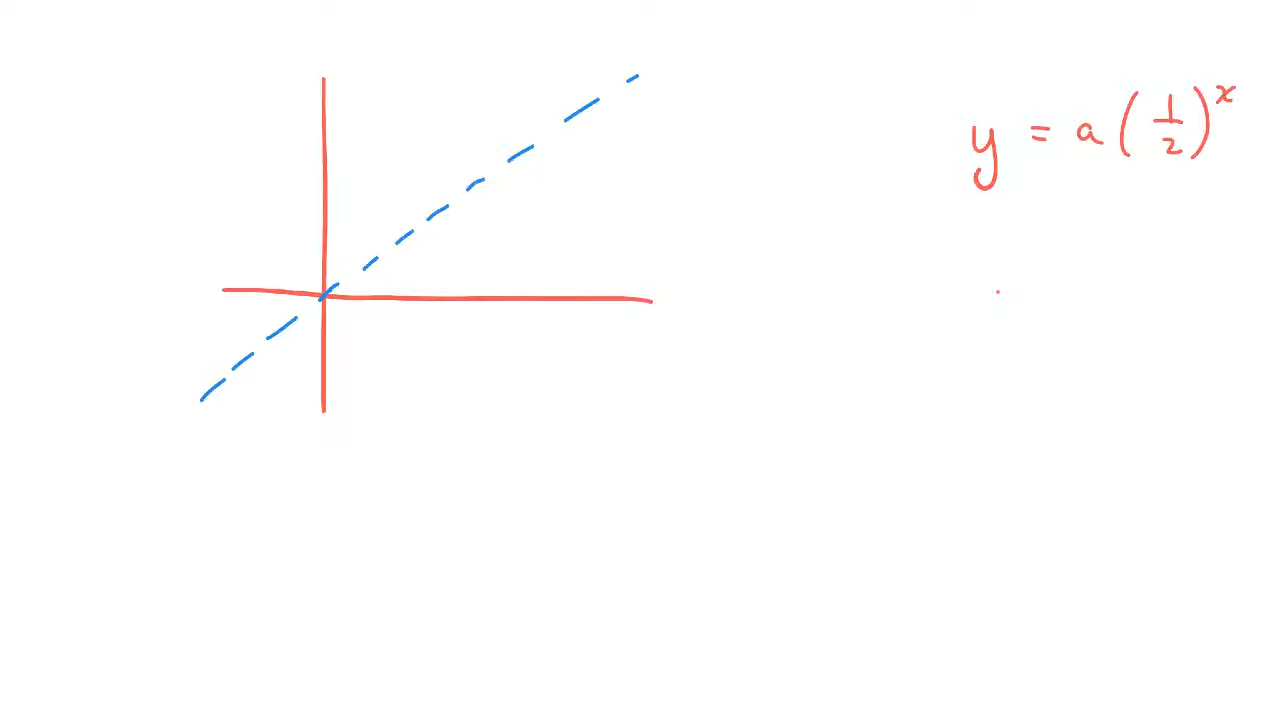 y = a(1/2)^x